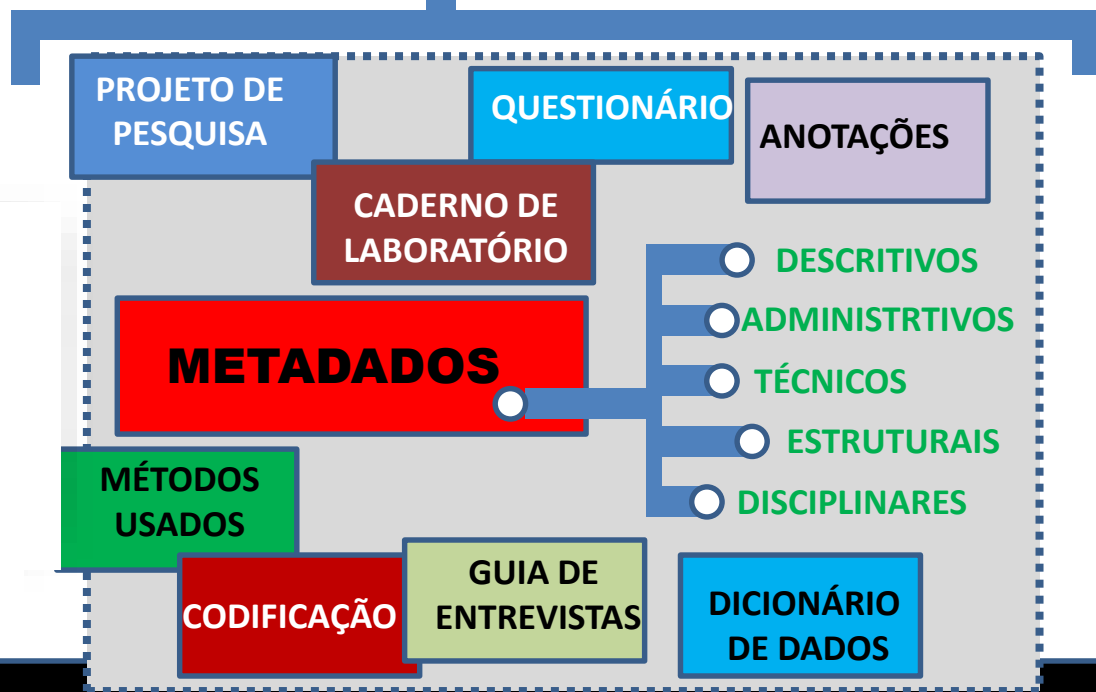 PROJETO DE
PESQUISA
QUESTIONÁRIO
ANOTAÇÕES
CADERNO DE
LABORATÓRIO
METADADOS
DESCRITIVOS
ADMINISTRTIVOS
TÉCNICOS
ESTRUTURAIS
DISCIPLINARES
MÉTODOS
USADOS
CODIFICAÇÃO
GUIA DE
ENTREVISTAS
DICIONÁRIO
DE DADOS